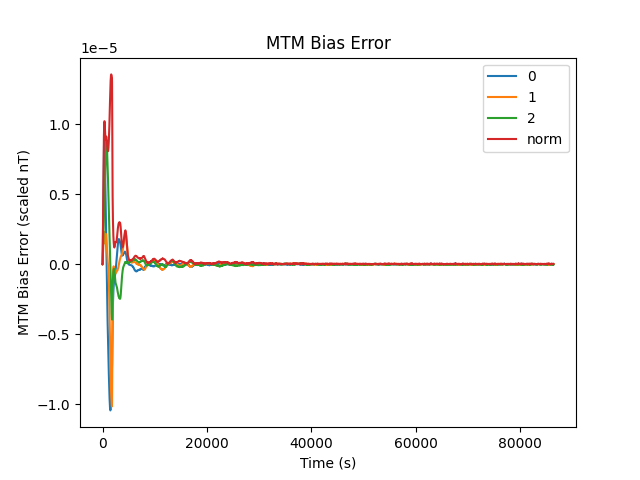 MTM Bias Error
1e−5
1.0
0.5
0.0
−0.5
−1.0
MTM Bias Error (scaled nT)
0
1
2
norm
0
20000
40000
60000
80000
Time (s)